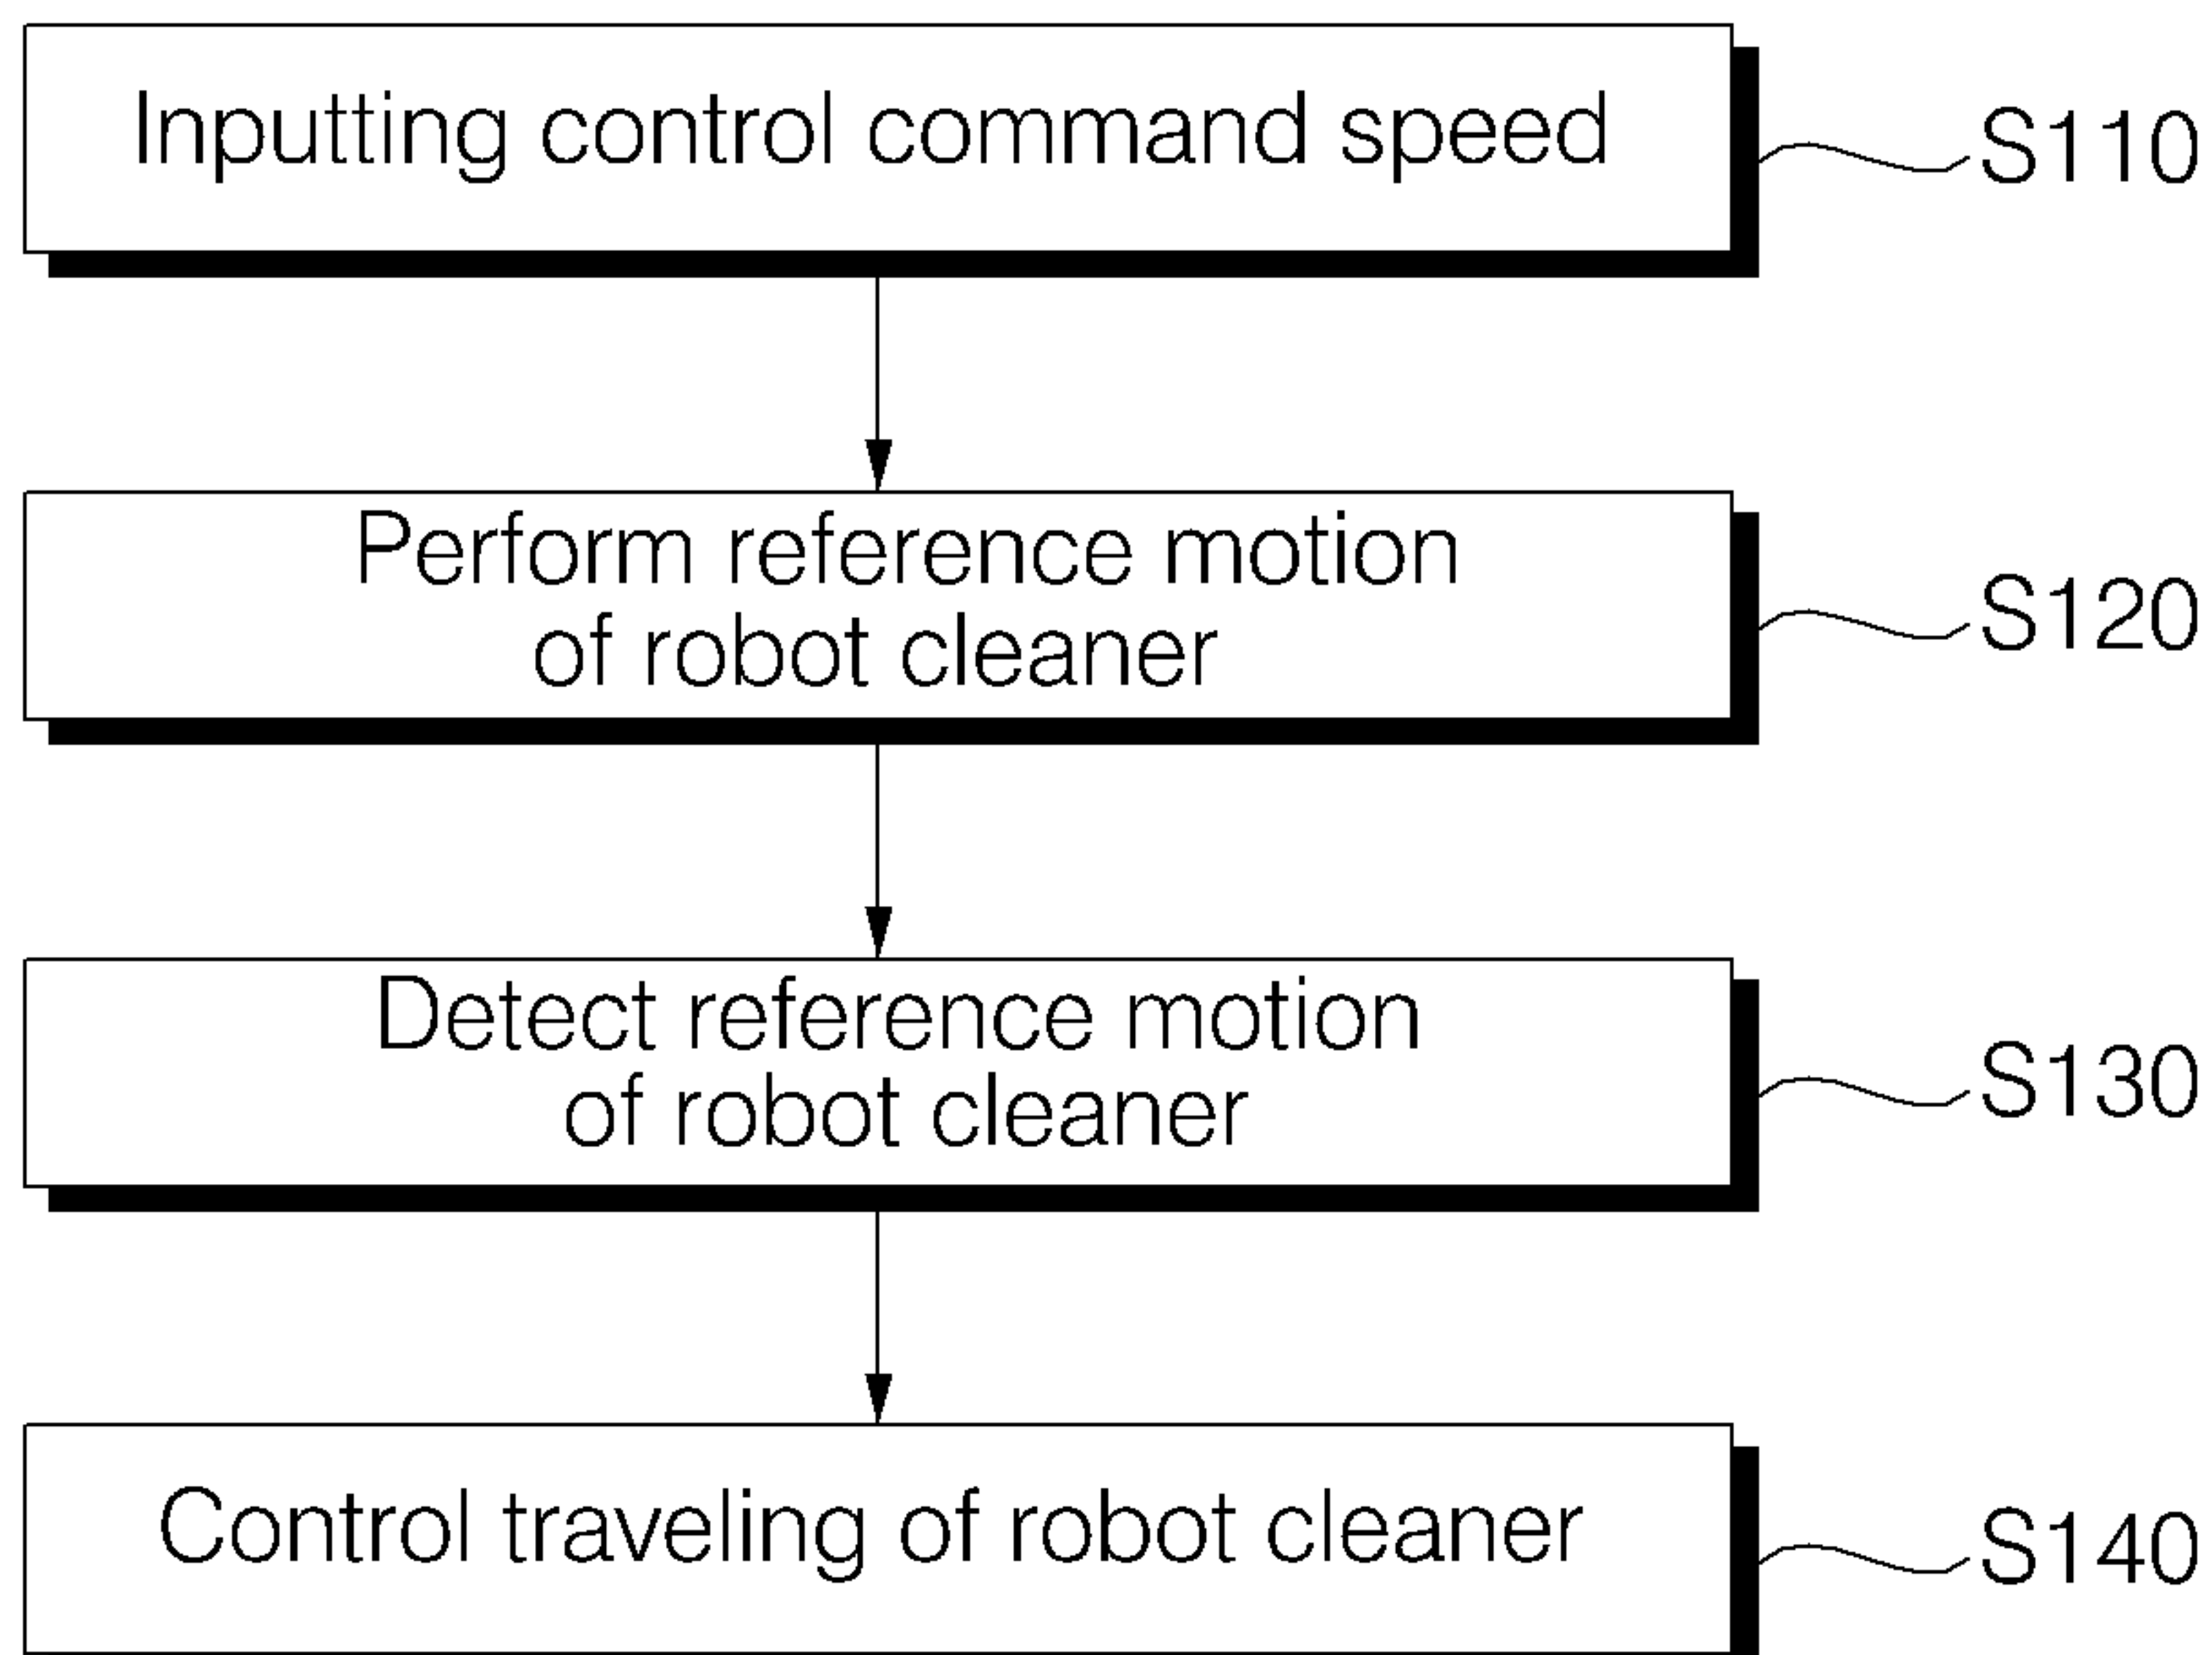 Inputting control command speed
S110
Perform reference motion
of robot cleaner
S120
Detect reference motion
of robot cleaner
S130
Control traveling of robot cleaner
S140